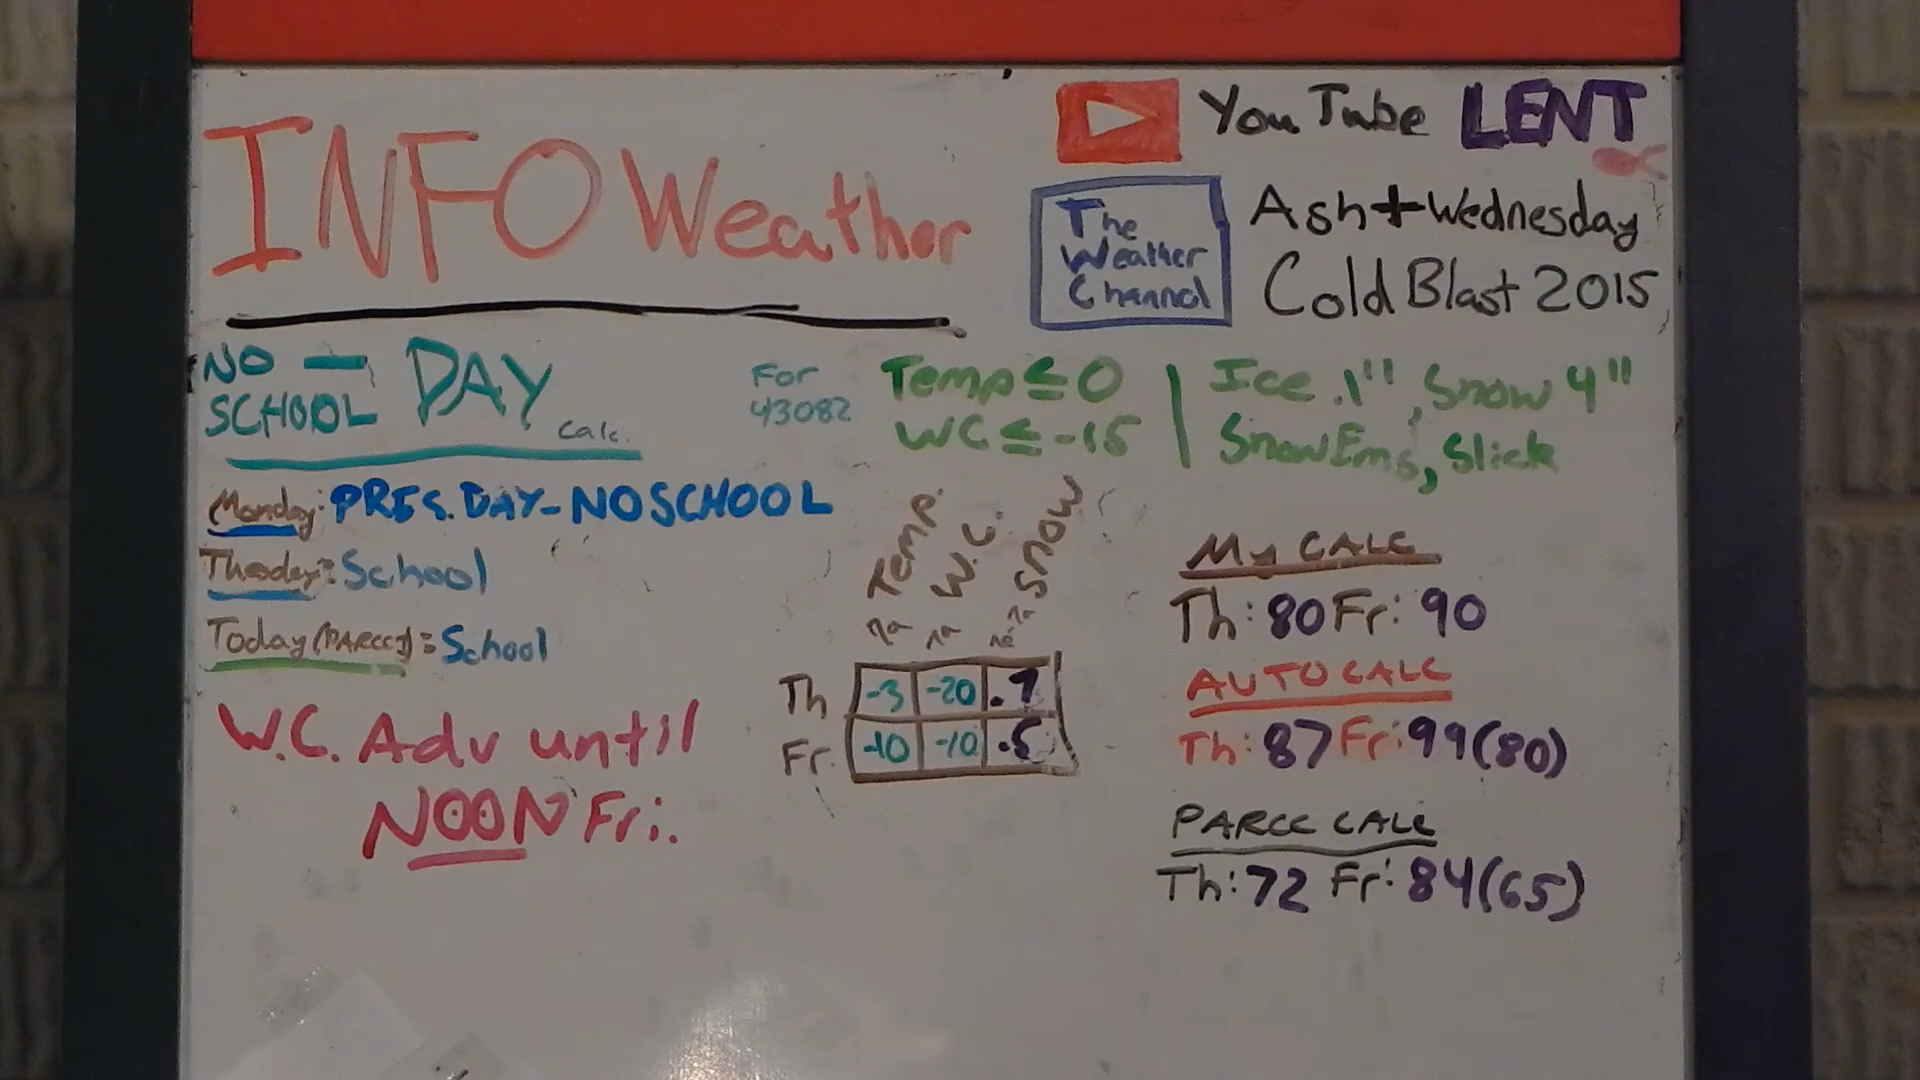 INFO Weather
YouTube LENT
The
Weather
Channel
Ash+Wednesday
Cold Blast 2015
NO
SCHOOL DAY Calc.
For
43082
Temp ≤ 0
WC ≤ -15
Ice .1", Snow 4"
SnowEms, Slick
Monday: PRES. DAY - NO SCHOOL
School
Today (PARCC): School
W.C. Adv until
NOON Fri.
Temp. W.C. Snow
7a 7a
Th -3 -20 .7
Fr. -10 -10 .5
My CALC
Th: 80 Fr: 90
AUTO CALC
Th: 87 Fr: 99 (80)
PARCC CALC
Th: 72 Fr: 84 (65)